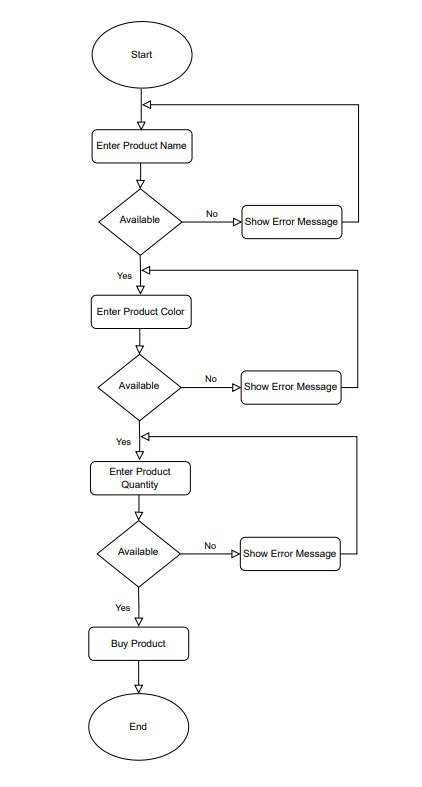 Start
Enter Product Name
Available
No
Show Error Message
Yes
Enter Product Color
Available
No
Show Error Message
Yes
Enter Product
Quantity
Available
No
Show Error Message
Yes
Buy Product
End